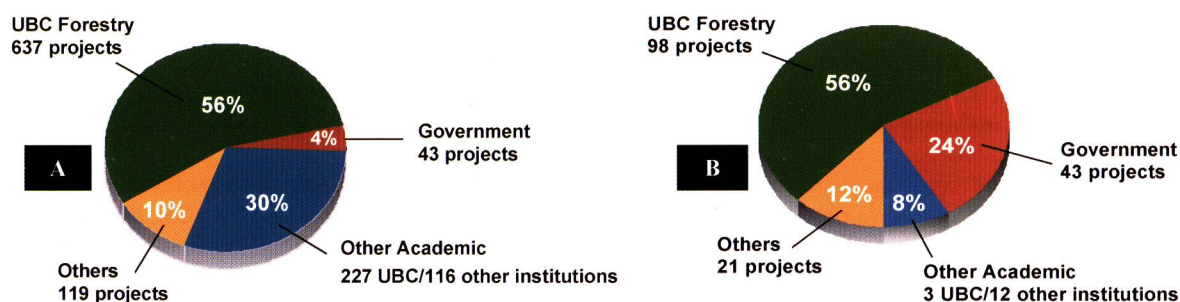 UBC Forestry
637 projects
56%
4%
Government
43 projects
A
10%
30%
Others
119 projects
Other Academic
227 UBC/116 other institutions
UBC Forestry
98 projects
56%
24%
Government
43 projects
B
12%
8%
Others
21 projects
Other Academic
3 UBC/12 other institutions